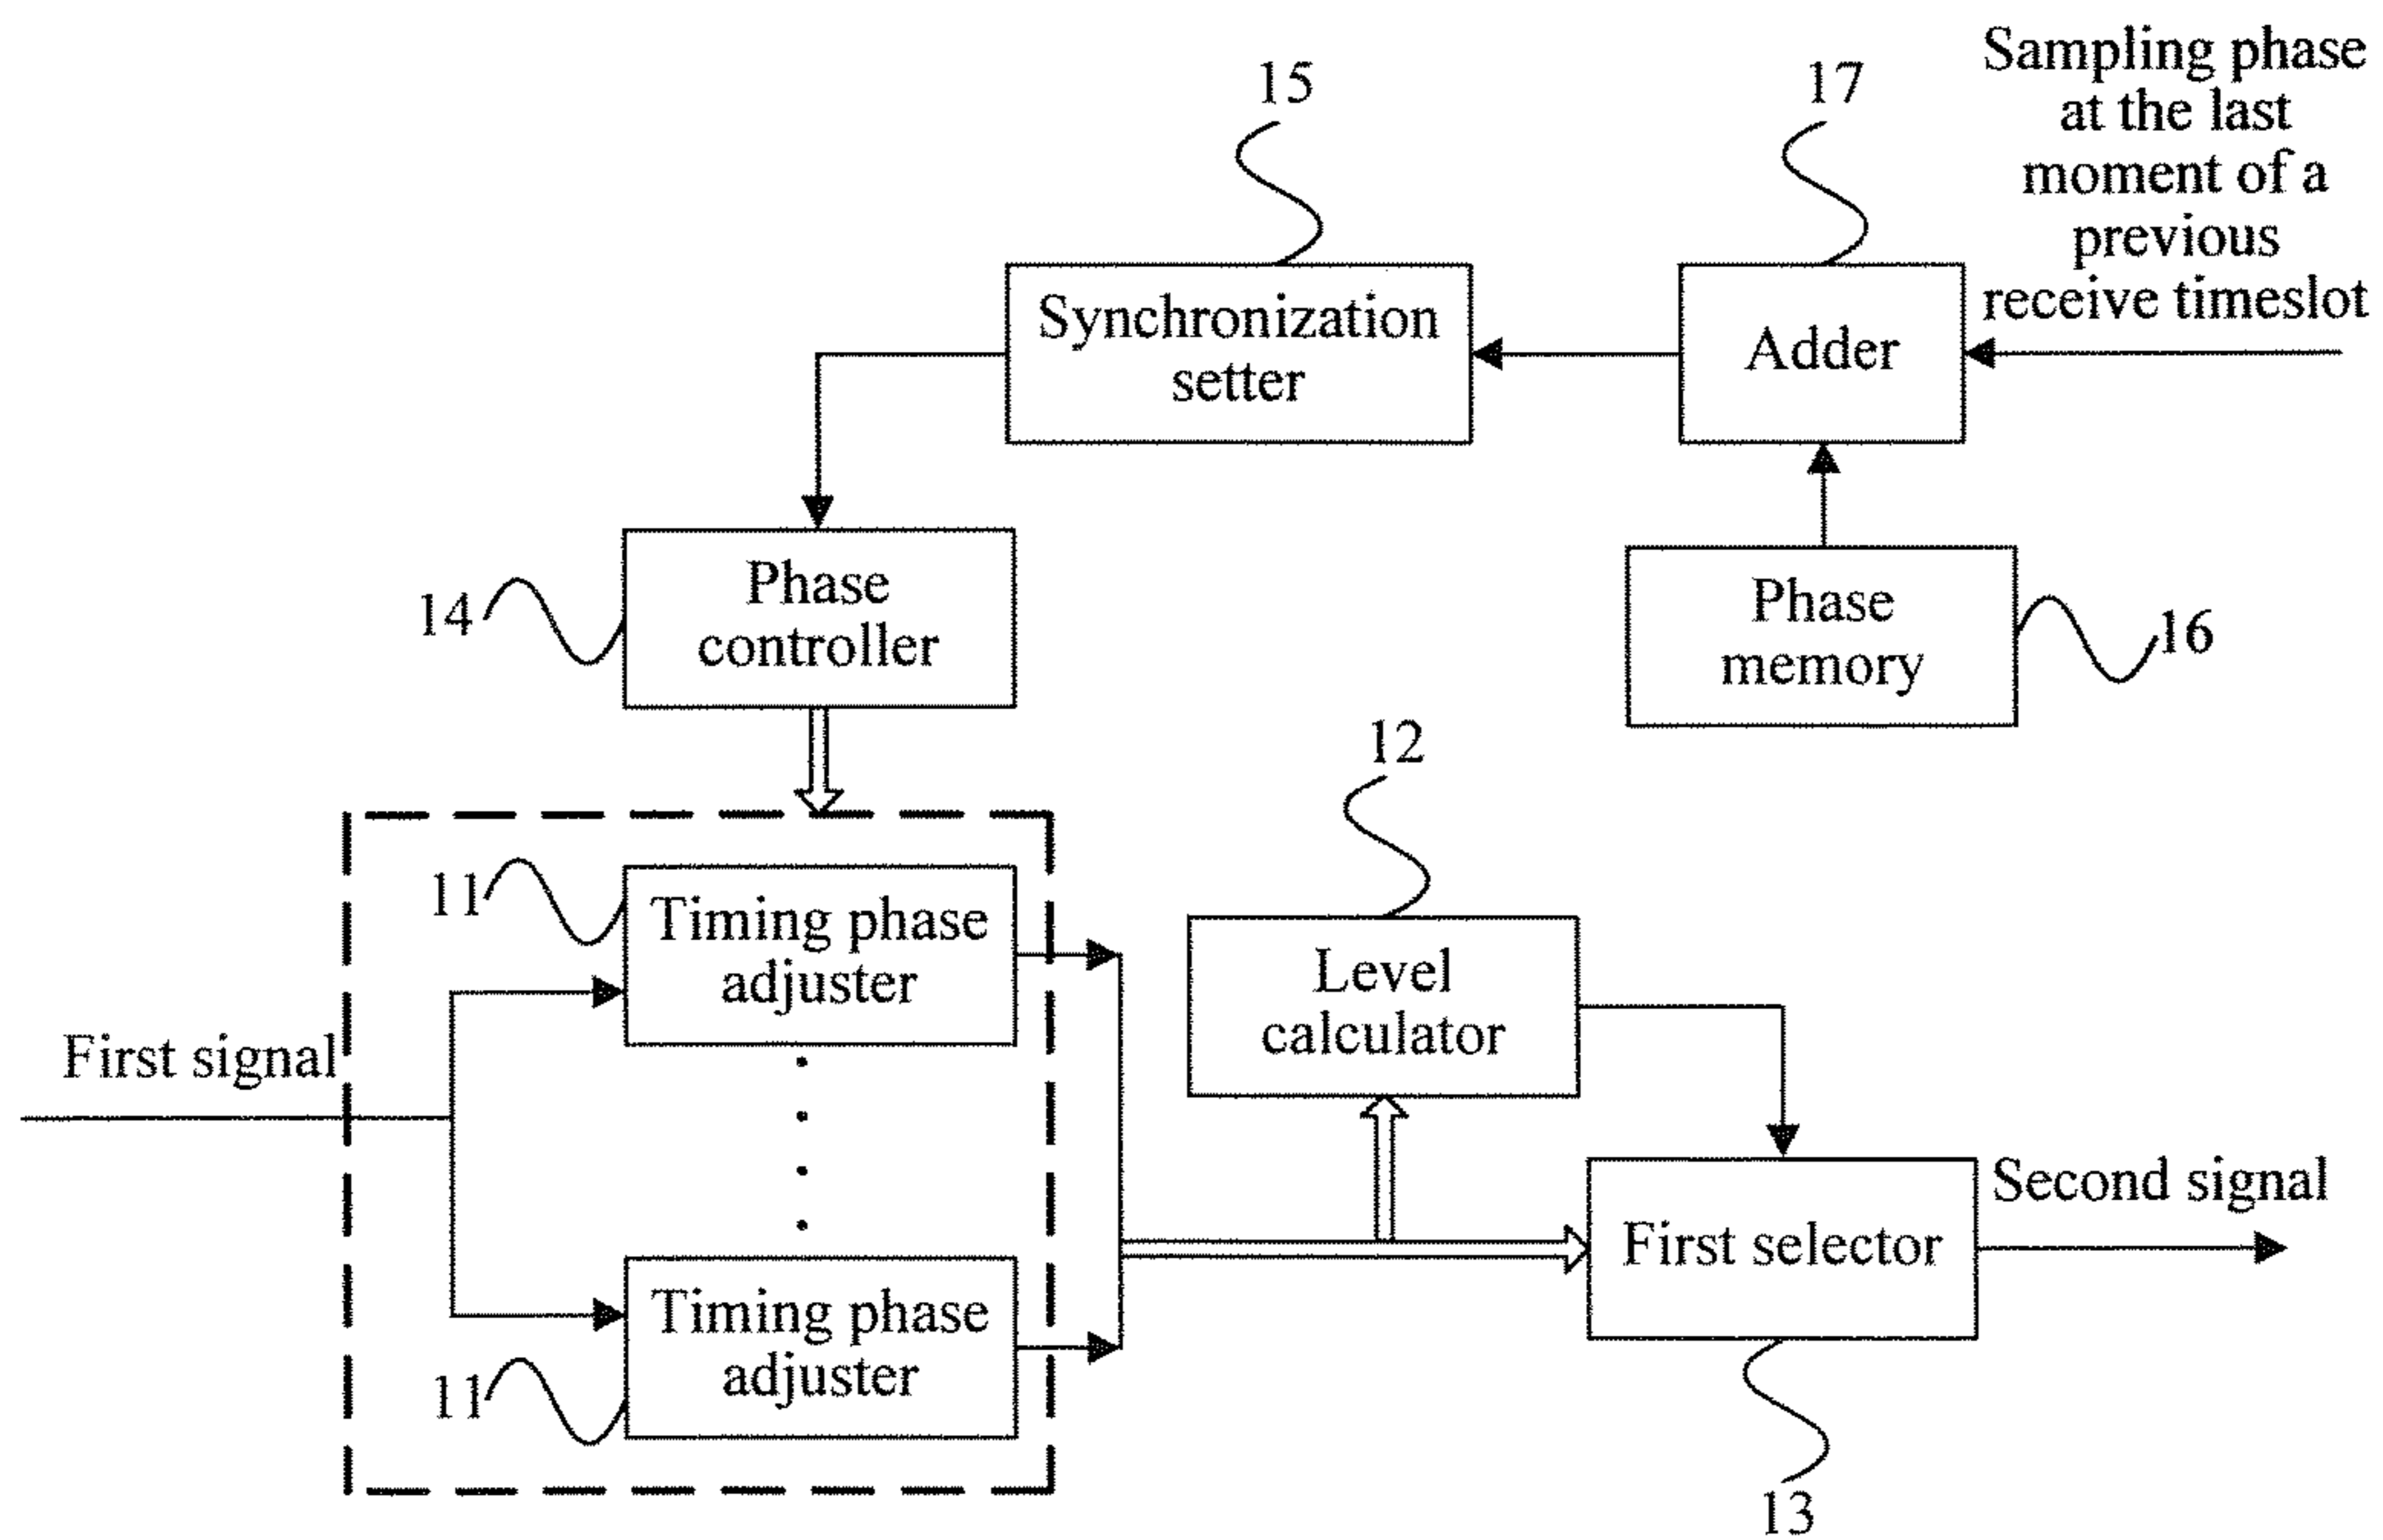 Sampling phase
at the last
moment of a
previous
receive timeslot
15
17
Synchronization
setter
Adder
14
Phase
controller
Phase
memory
16
12
11
Timing phase
adjuster
Level
calculator
First signal
Second signal
First selector
11
Timing phase
adjuster
13